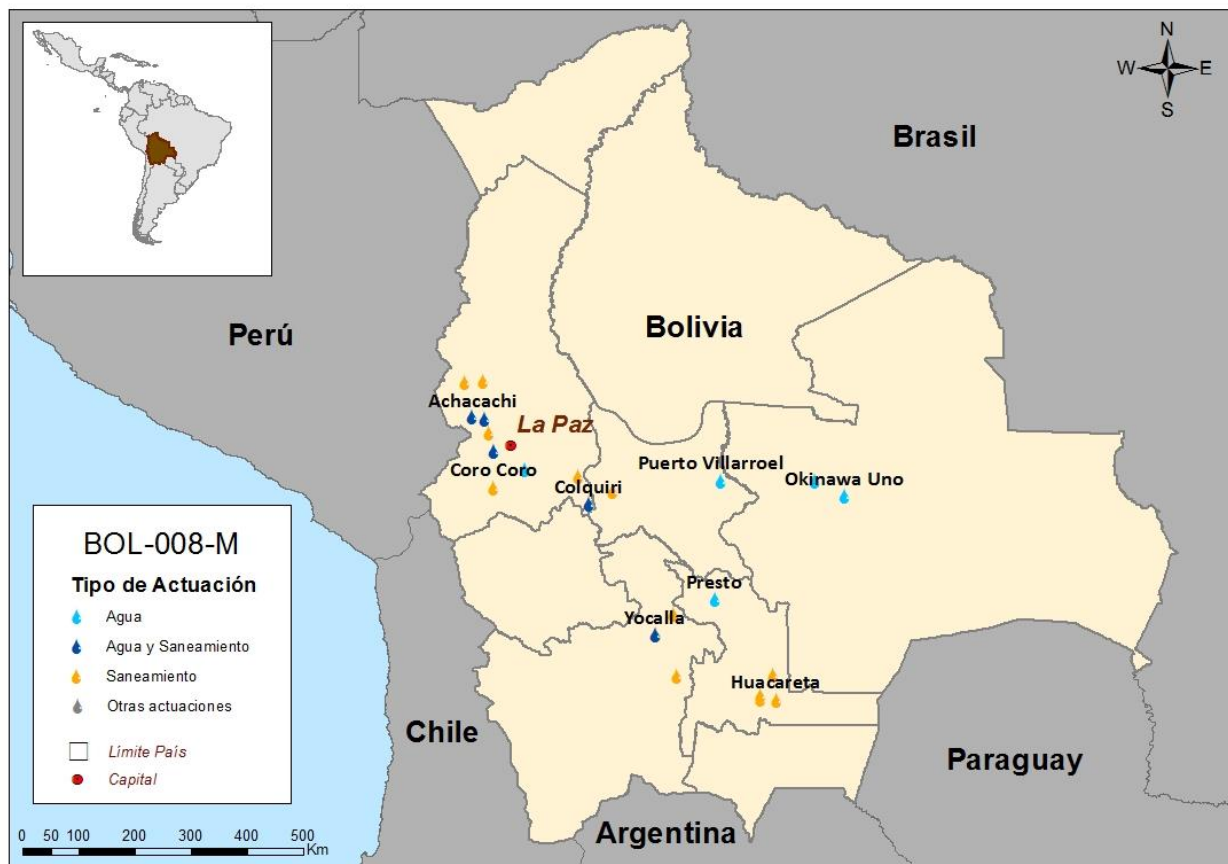 N
W
E
S
Brasil
Perú
Bolivia
Achacachi
La Paz
Coro Coro
Colquiri
Puerto Villarroel
Okinawa Uno
Presto
Yocalla
Huacareta
Chile
Paraguay
Argentina
BOL-008-M
Tipo de Actuación
Agua
Agua y Saneamiento
Saneamiento
Otras actuaciones
Límite País
Capital
0 50 100 200 300 400 500
Km